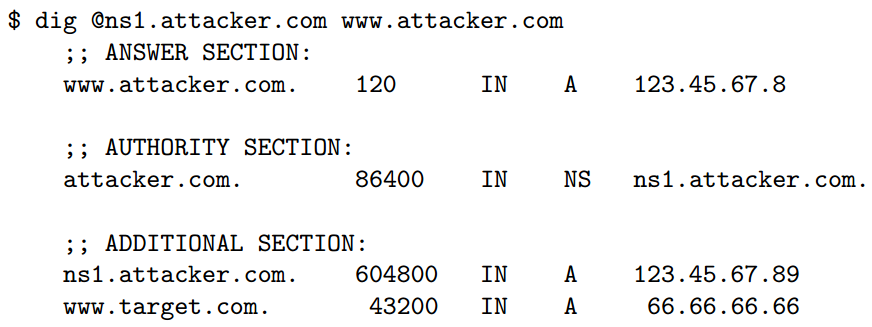 $ dig @ns1.attacker.com www.attacker.com
;; ANSWER SECTION:
www.attacker.com. 120 IN A 123.45.67.8
;; AUTHORITY SECTION:
attacker.com. 86400 IN NS ns1.attacker.com.
;; ADDITIONAL SECTION:
ns1.attacker.com. 604800 IN A 123.45.67.89
www.target.com. 43200 IN A 66.66.66.66